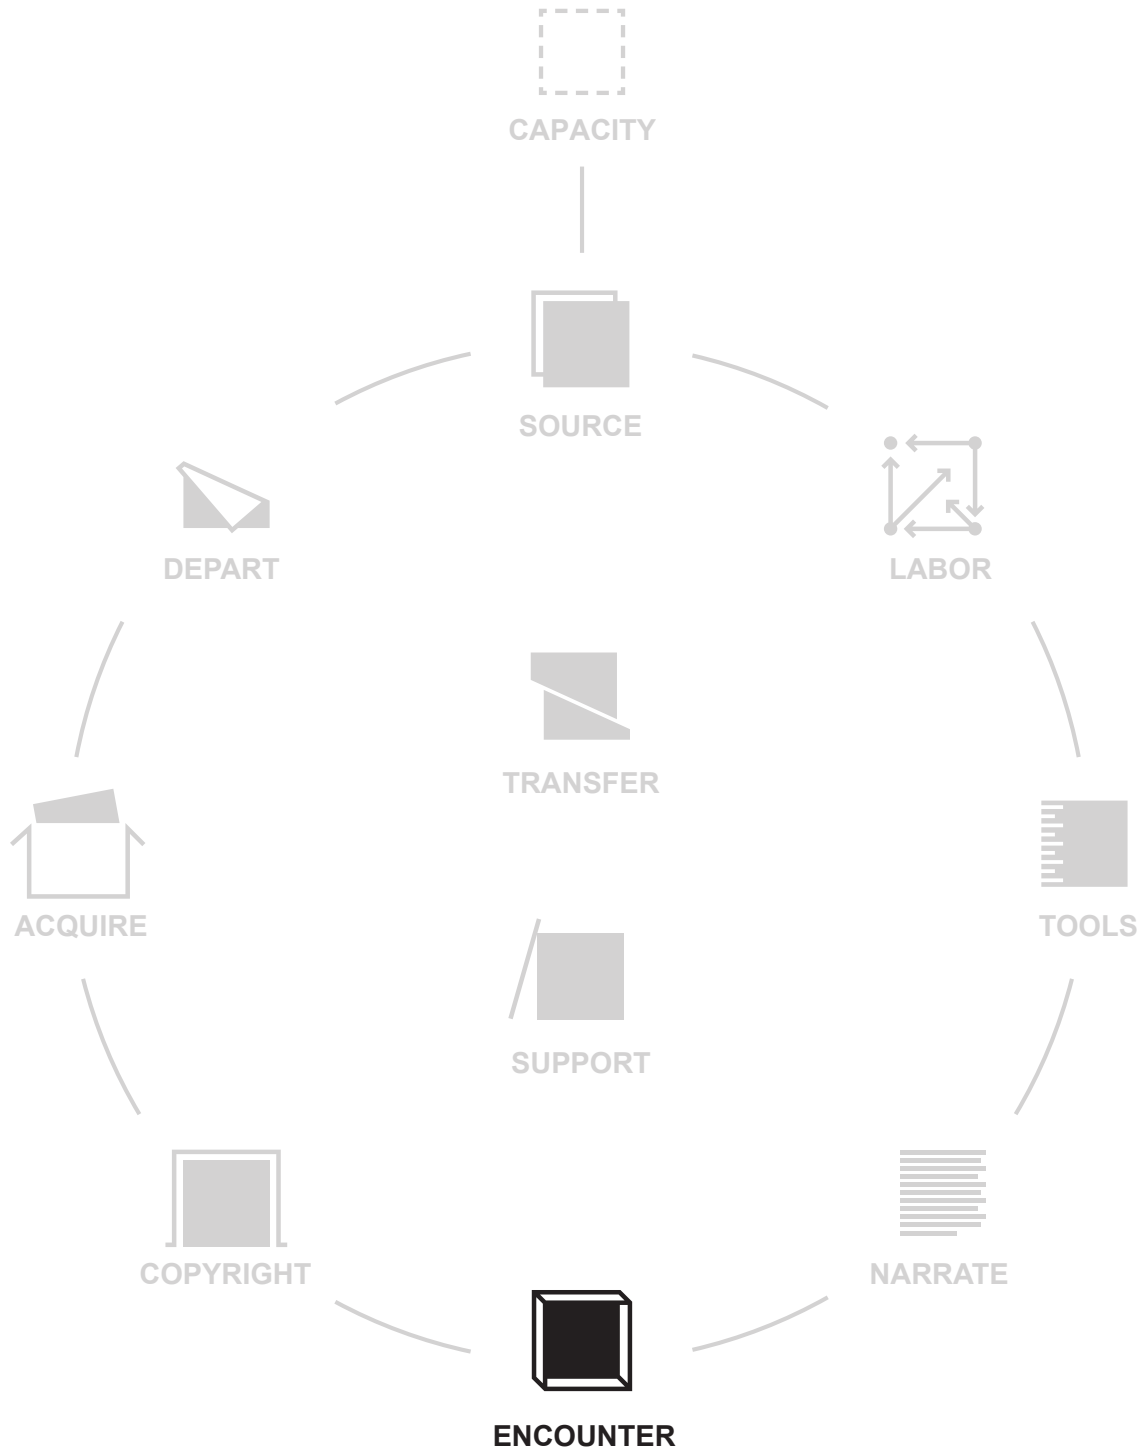 CAPACITY
SOURCE
DEPART
LABOR
TRANSFER
ACQUIRE
TOOLS
SUPPORT
COPYRIGHT
NARRATE
ENCOUNTER